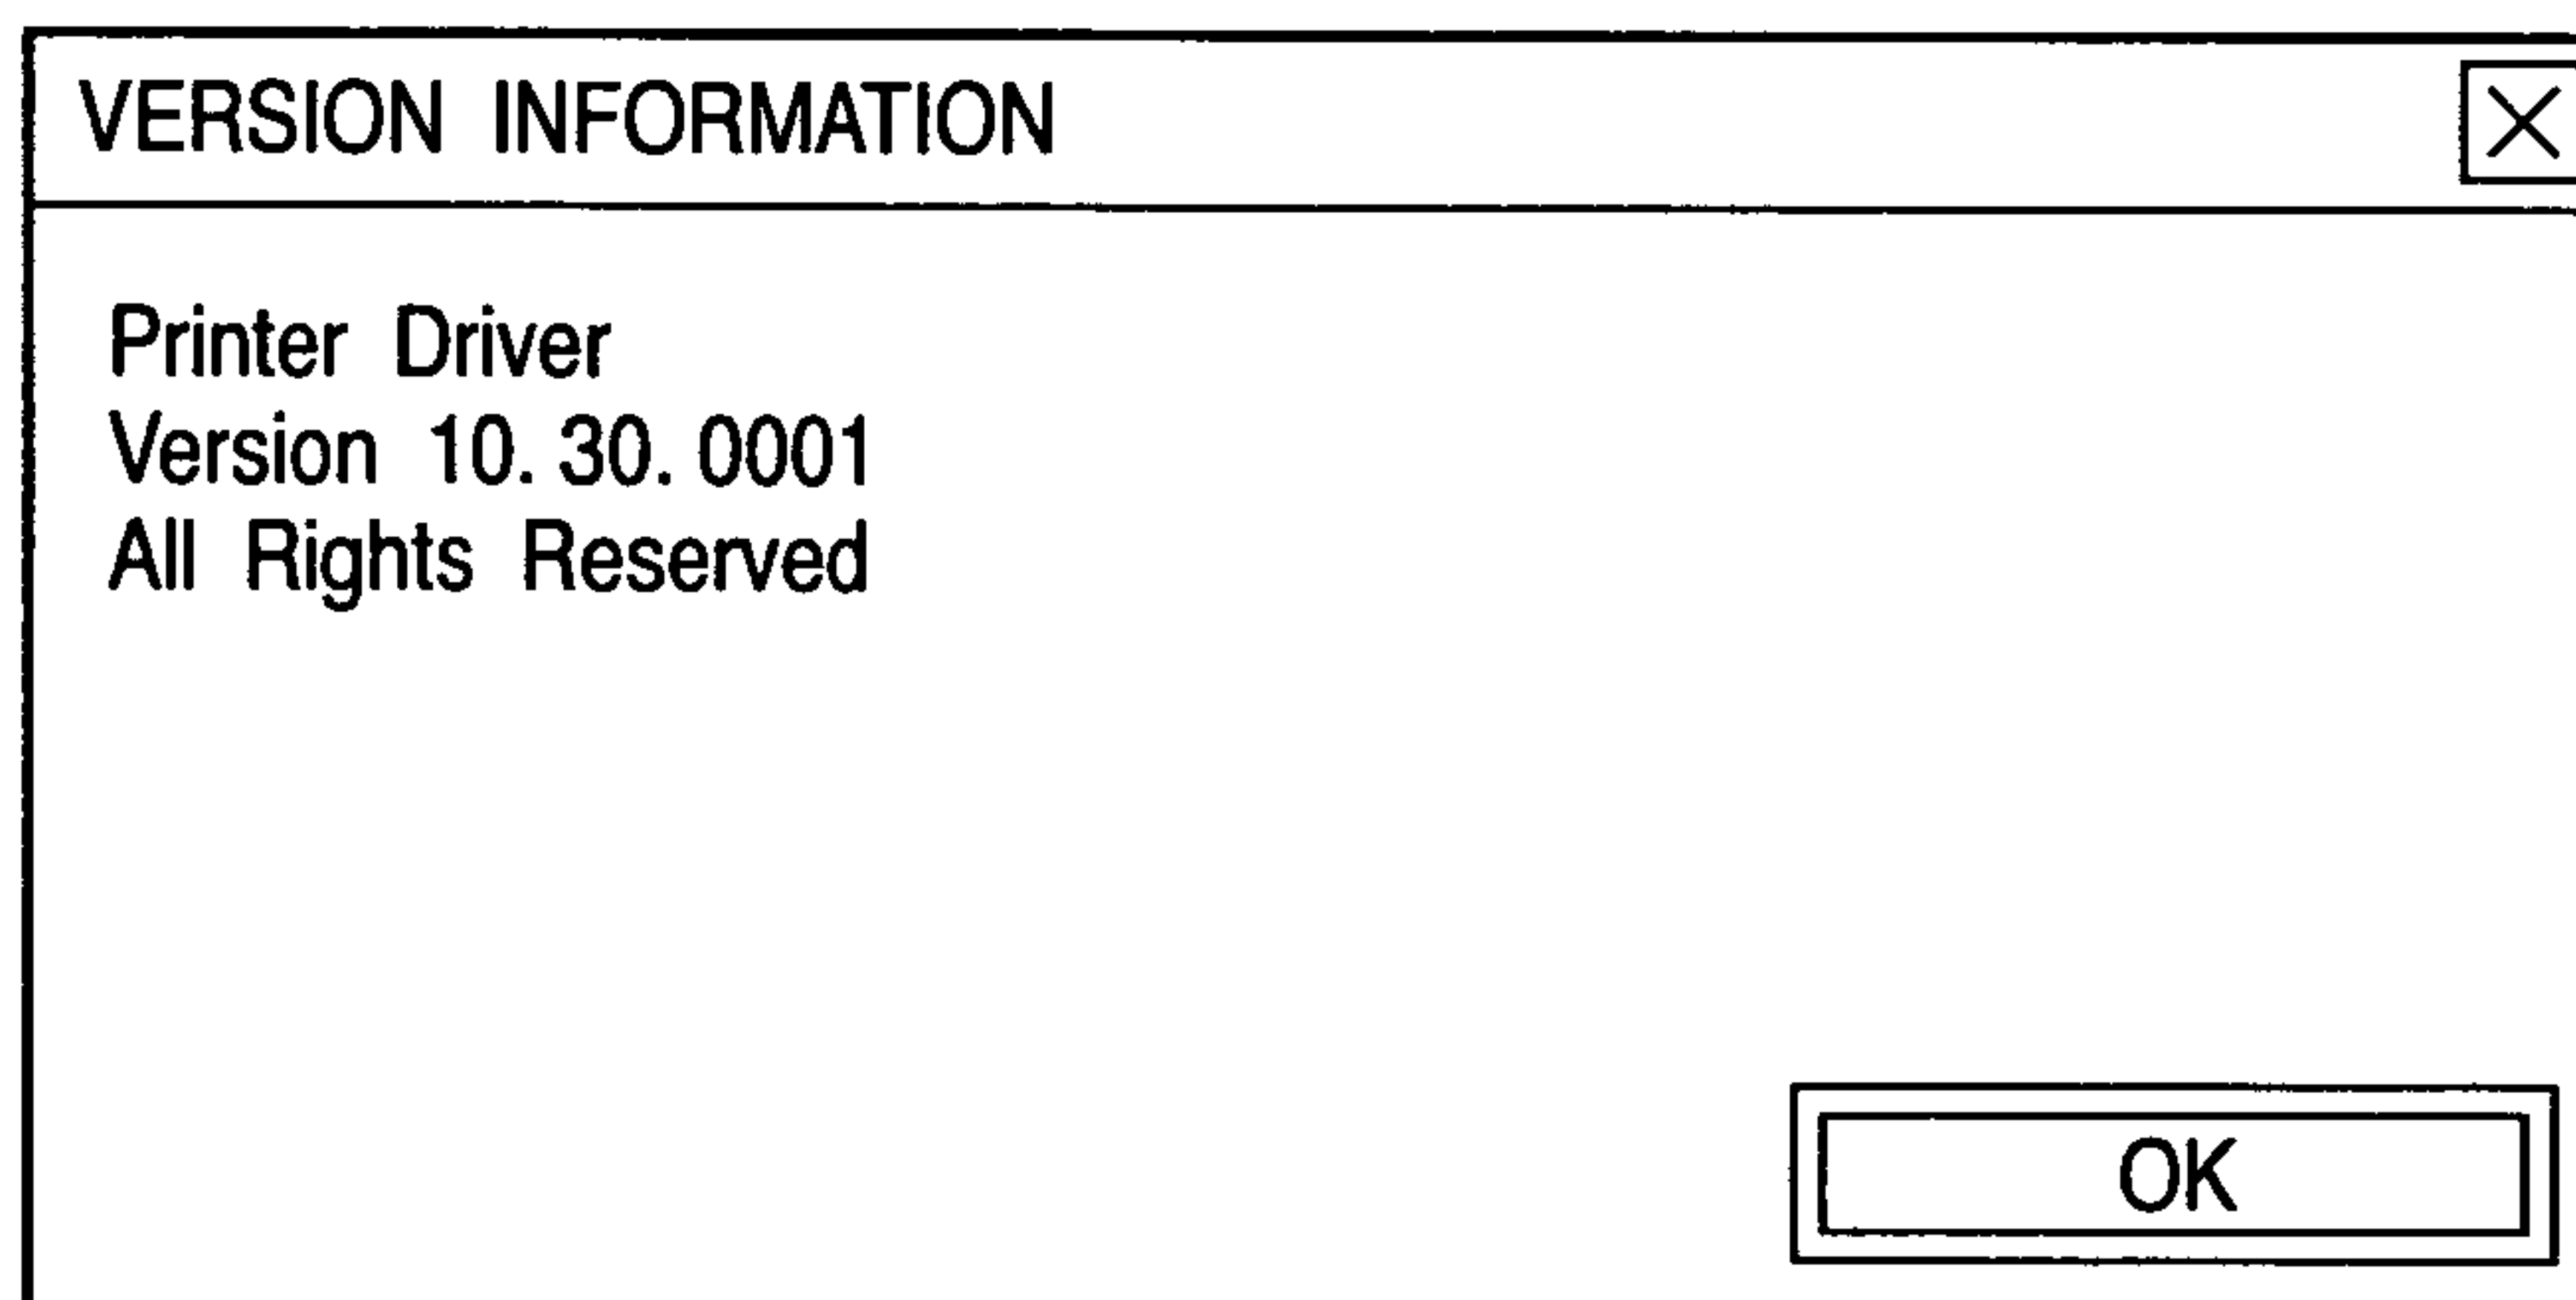 VERSION INFORMATION
Printer Driver
Version 10. 30. 0001
All Rights Reserved
OK